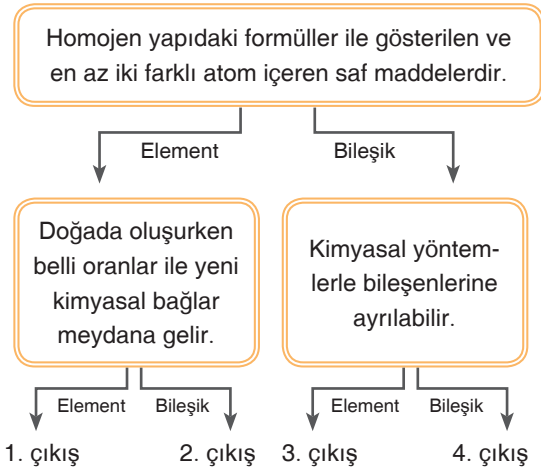 Homojen yapıdaki formüller ile gösterilen ve
en az iki farklı atom içeren saf maddelerdir.
Element
Bileşik
Doğada oluşurken
belli oranlar ile yeni
kimyasal bağlar
meydana gelir.
Kimyasal yöntem-
lerle bileşenlerine
ayrılabilir.
Element
Bileşik
Element
Bileşik
1. çıkış
2. çıkış
3. çıkış
4. çıkış